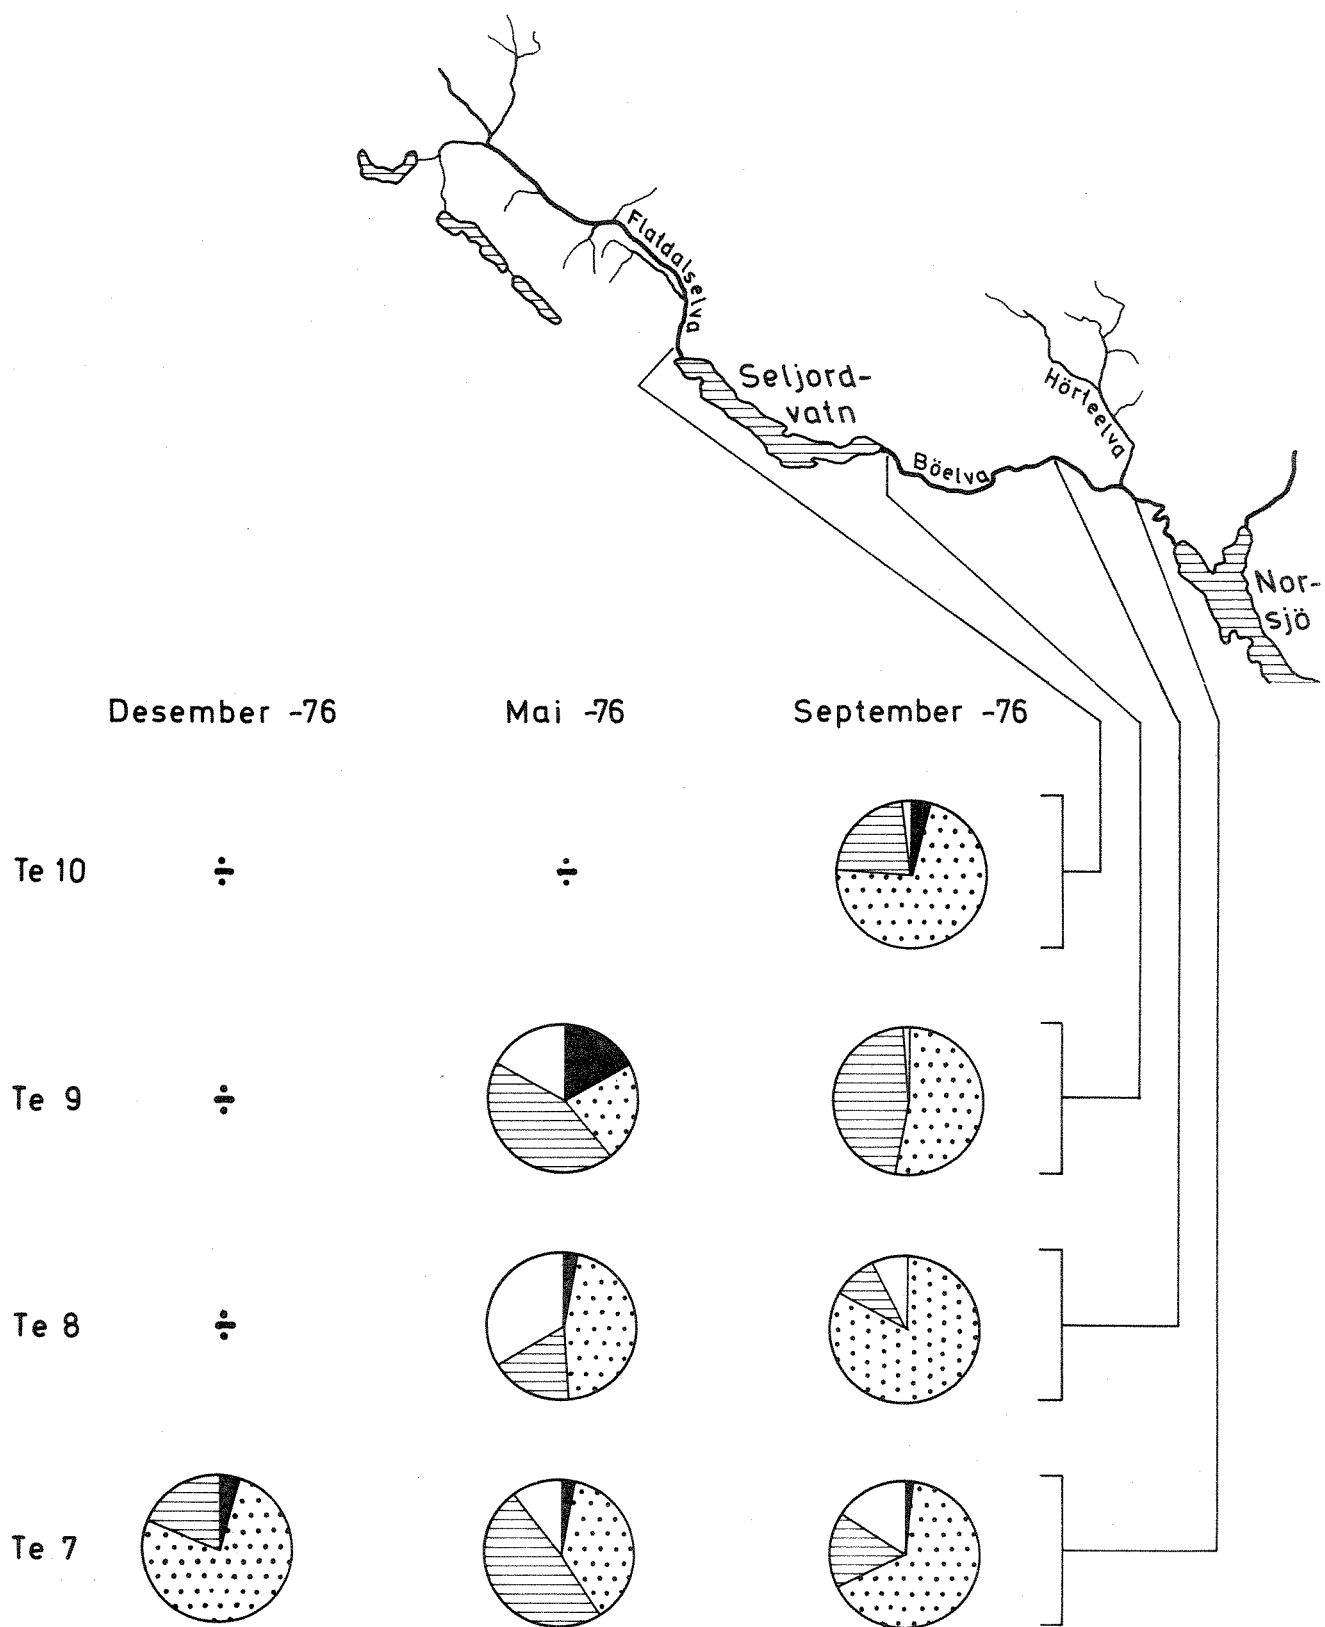 Flatdalselva
Seljord-
vatn
Hörteelva
Böelva
Nor-
sjö
Desember -76 Mai -76 September -76
Te 10 ÷ ÷
Te 9 ÷
Te 8 ÷
Te 7